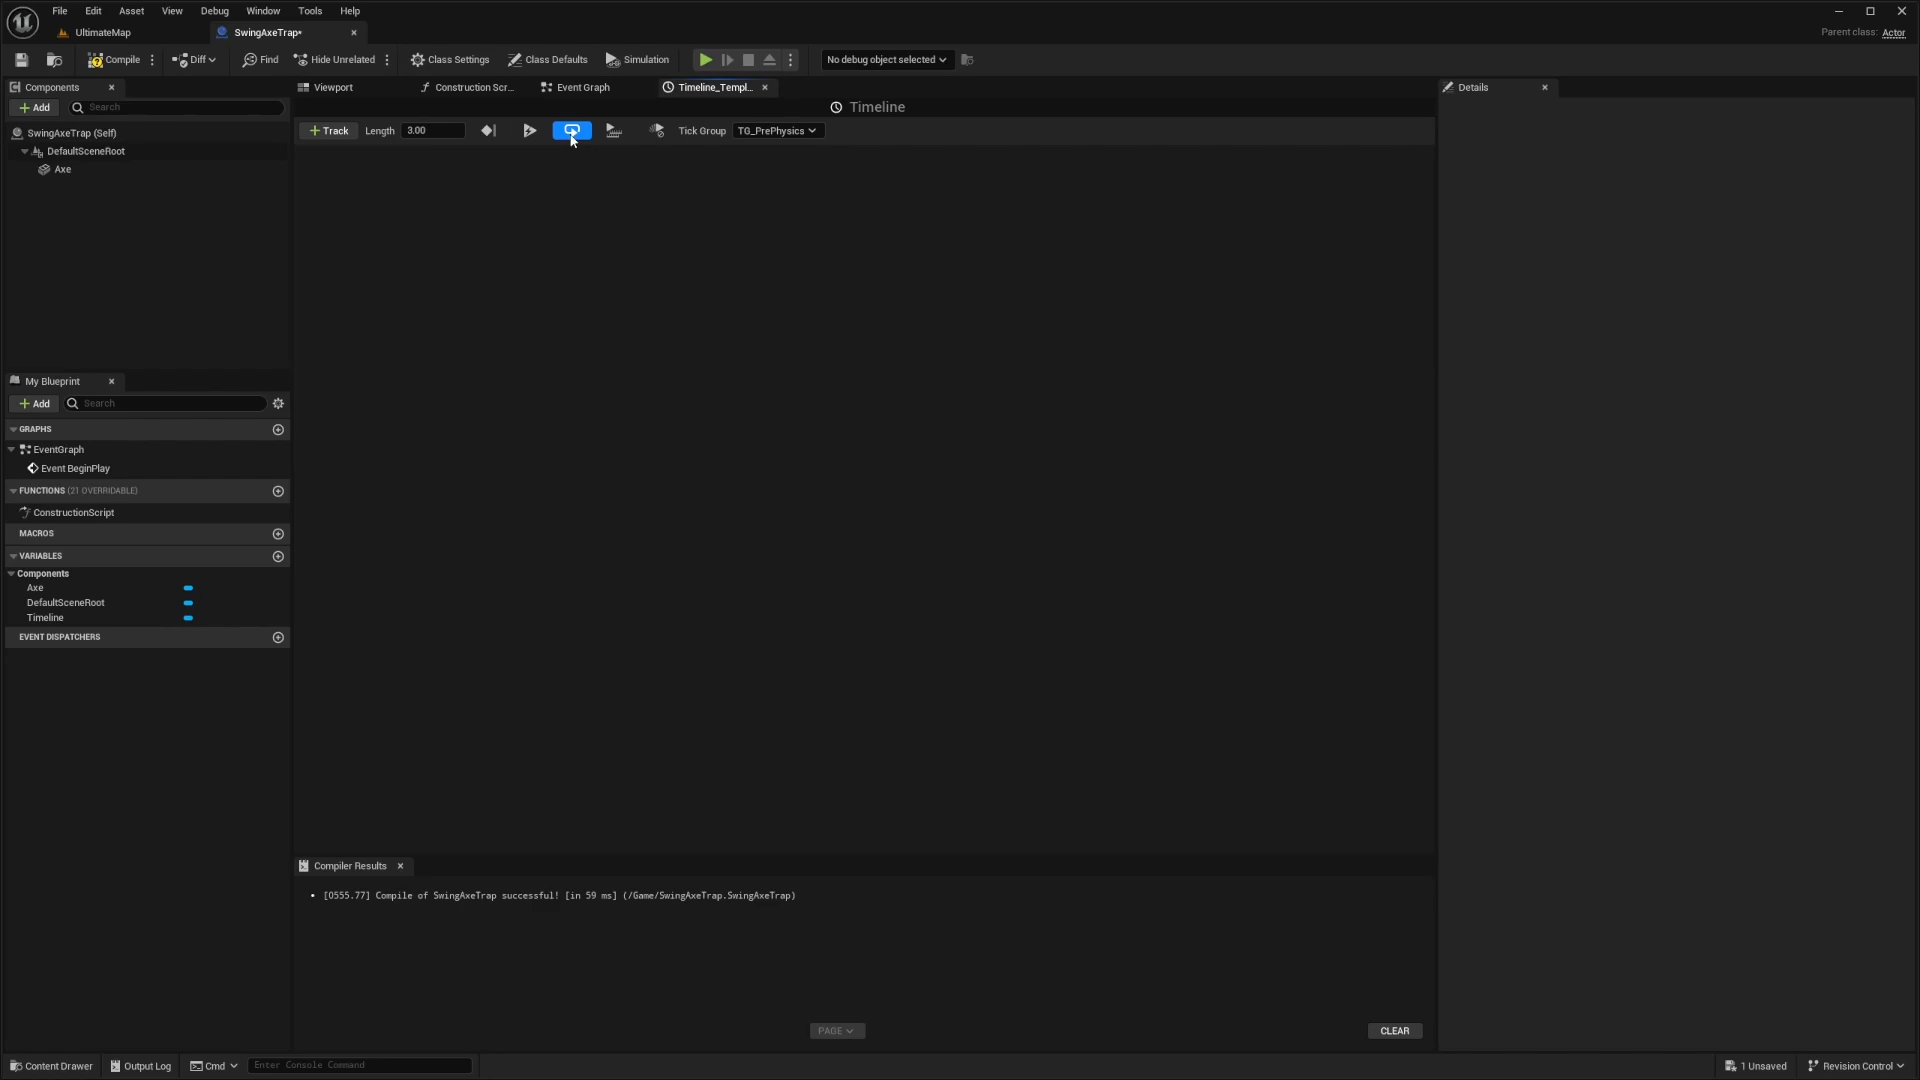 File Edit Asset View Debug Window Tools Help
UltimateMap
SwingAxeTrap*
Parent class: Actor
Compile
Diff
Find
Hide Unrelated
Class Settings
Class Defaults
Simulation
No debug object selected
Components
Viewport
Construction Scr...
Event Graph
Timeline_Templ...
Details
Add
Search
Timeline
Track
Length
3.00
Tick Group
TG_PrePhysics
SwingAxeTrap (Self)
DefaultSceneRoot
Axe
My Blueprint
Add
Search
GRAPHS
EventGraph
Event BeginPlay
FUNCTIONS (21 OVERRIDABLE)
ConstructionScript
MACROS
VARIABLES
Components
Axe
DefaultSceneRoot
Timeline
EVENT DISPATCHERS
Compiler Results
[0555.77] Compile of SwingAxeTrap successful! [in 59 ms] (/Game/SwingAxeTrap.SwingAxeTrap)
PAGE
CLEAR
Content Drawer
Output Log
Cmd
Enter Console Command
1 Unsaved
Revision Control